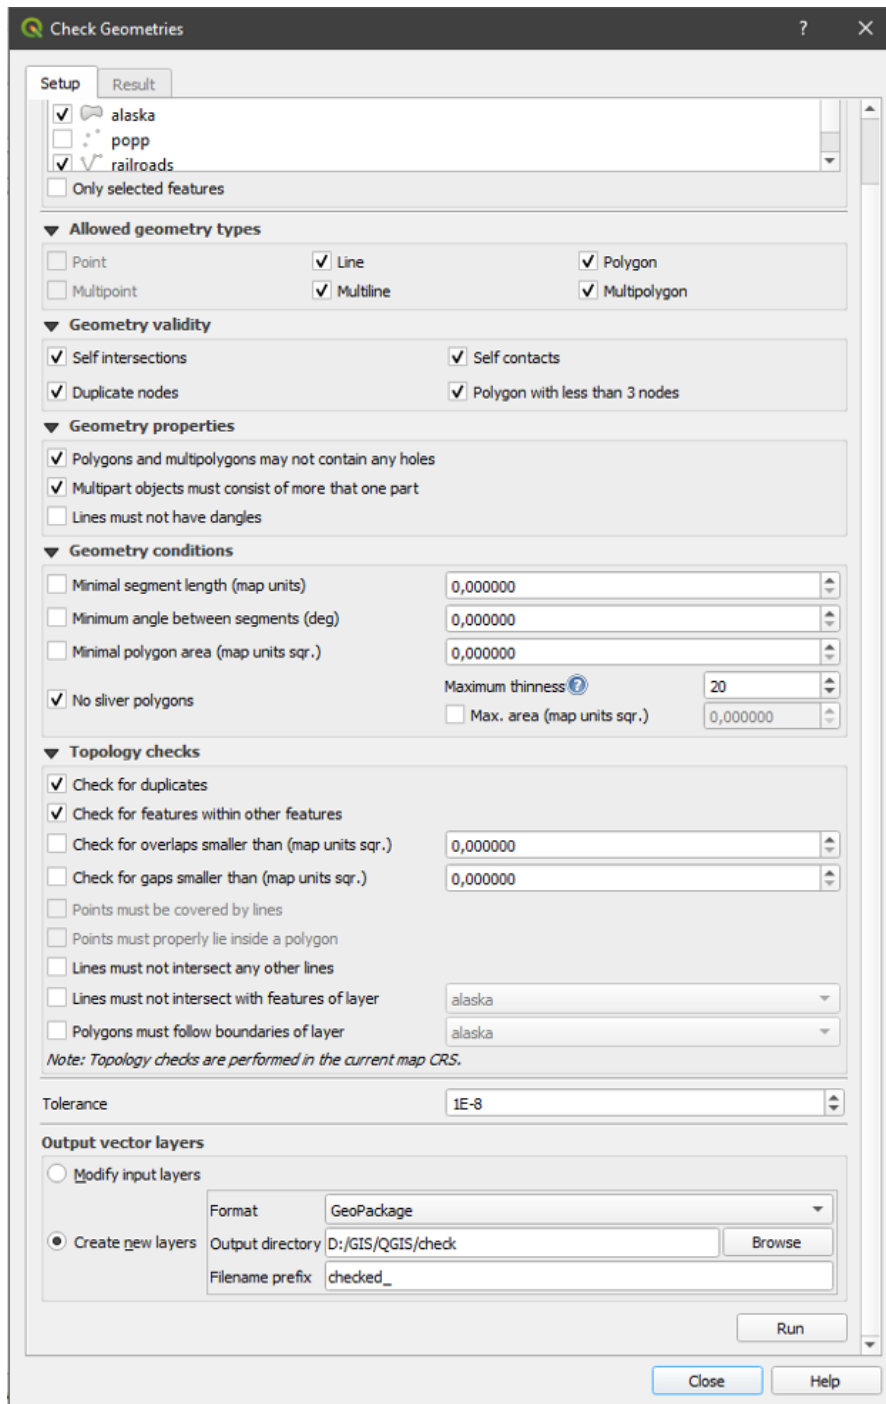 Check Geometries
Setup Result
alaska
popp
railroads
Only selected features
Allowed geometry types
Point Line Polygon
Multipoint Multiline Multipolygon
Geometry validity
Self intersections Self contacts
Duplicate nodes Polygon with less than 3 nodes
Geometry properties
Polygons and multipolygons may not contain any holes
Multipart objects must consist of more that one part
Lines must not have dangles
Geometry conditions
Minimal segment length (map units) 0,000000
Minimum angle between segments (deg) 0,000000
Minimal polygon area (map units sqr.) 0,000000
No sliver polygons Maximum thinness 20
Max. area (map units sqr.) 0,000000
Topology checks
Check for duplicates
Check for features within other features
Check for overlaps smaller than (map units sqr.) 0,000000
Check for gaps smaller than (map units sqr.) 0,000000
Points must be covered by lines
Points must properly lie inside a polygon
Lines must not intersect any other lines
Lines must not intersect with features of layer alaska
Polygons must follow boundaries of layer alaska
Note: Topology checks are performed in the current map CRS.
Tolerance 1E-8
Output vector layers
Modify input layers
Format GeoPackage
Create new layers Output directory D:/GIS/QGIS/check Browse
Filename prefix checked_
Run
Close Help